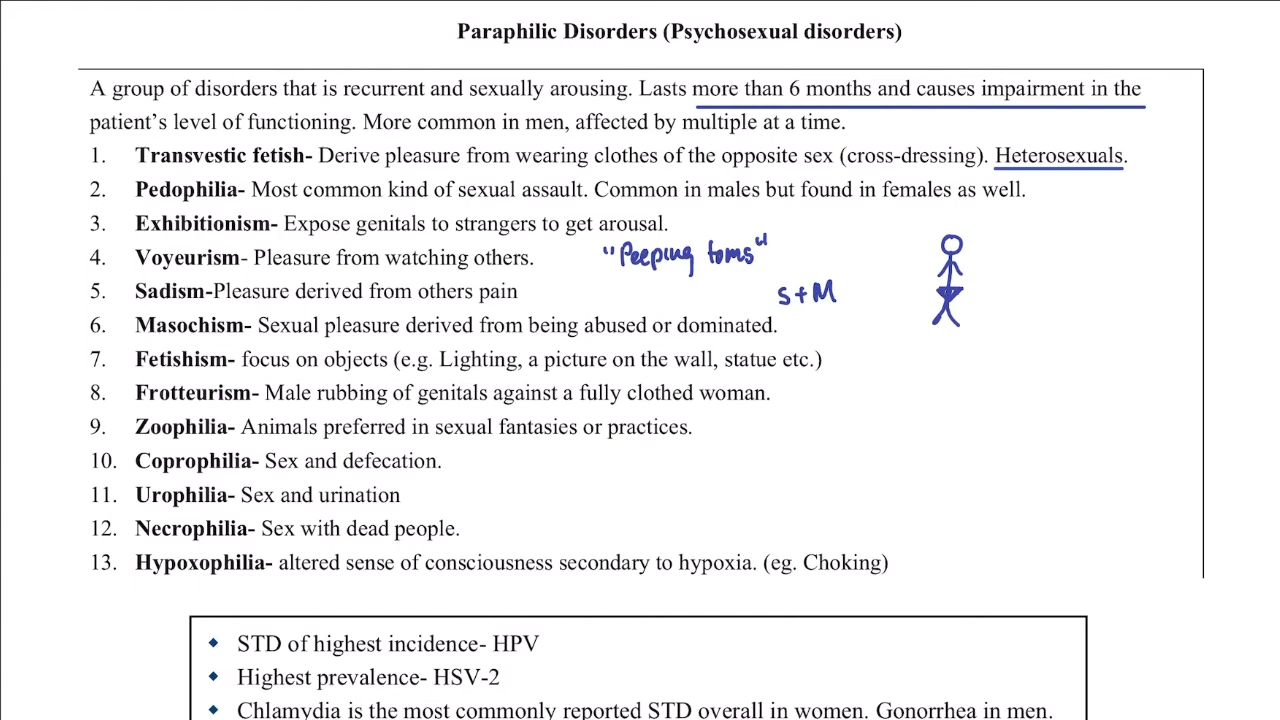 Paraphilic Disorders (Psychosexual disorders)
A group of disorders that is recurrent and sexually arousing. Lasts more than 6 months and causes impairment in the
patient’s level of functioning. More common in men, affected by multiple at a time.
1. Transvestic fetish- Derive pleasure from wearing clothes of the opposite sex (cross-dressing). Heterosexuals.
2. Pedophilia- Most common kind of sexual assault. Common in males but found in females as well.
3. Exhibitionism- Expose genitals to strangers to get arousal.
4. Voyeurism- Pleasure from watching others. "Peeping toms"
5. Sadism-Pleasure derived from others pain
S+M
6. Masochism- Sexual pleasure derived from being abused or dominated.
7. Fetishism- focus on objects (e.g. Lighting, a picture on the wall, statue etc.)
8. Frotteurism- Male rubbing of genitals against a fully clothed woman.
9. Zoophilia- Animals preferred in sexual fantasies or practices.
10. Coprophilia- Sex and defecation.
11. Urophilia- Sex and urination
12. Necrophilia- Sex with dead people.
13. Hypoxophilia- altered sense of consciousness secondary to hypoxia. (eg. Choking)
STD of highest incidence- HPV
Highest prevalence- HSV-2
Chlamydia is the most commonly reported STD overall in women. Gonorrhea in men.